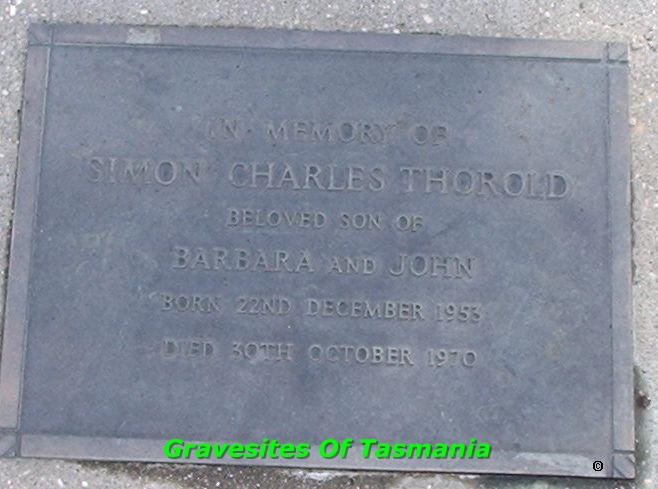 IN MEMORY OF
SIMON CHARLES THOROLD
BELOVED SON OF
BARBARA AND JOHN
BORN 22ND DECEMBER 1953
DIED 30TH OCTOBER 1970
Gravesites Of Tasmania
©